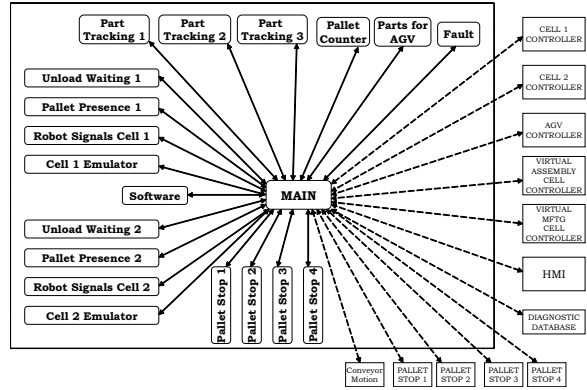 Part
Tracking 1
Part
Tracking 2
Part
Tracking 3
Pallet
Counter
Parts for
AGV
Fault
CELL 1
CONTROLLER
CELL 2
CONTROLLER
AGV
CONTROLLER
VIRTUAL
ASSEMBLY
CELL
CONTROLLER
VIRTUAL
MFTG
CELL
CONTROLLER
HMI
DIAGNOSTIC
DATABASE
Unload Waiting 1
Pallet Presence 1
Robot Signals Cell 1
Cell 1 Emulator
Software
MAIN
Unload Waiting 2
Pallet Presence 2
Robot Signals Cell 2
Cell 2 Emulator
Pallet Stop 1
Pallet Stop 2
Pallet Stop 3
Pallet Stop 4
Conveyor
Motion
PALLET
STOP 1
PALLET
STOP 2
PALLET
STOP 3
PALLET
STOP 4